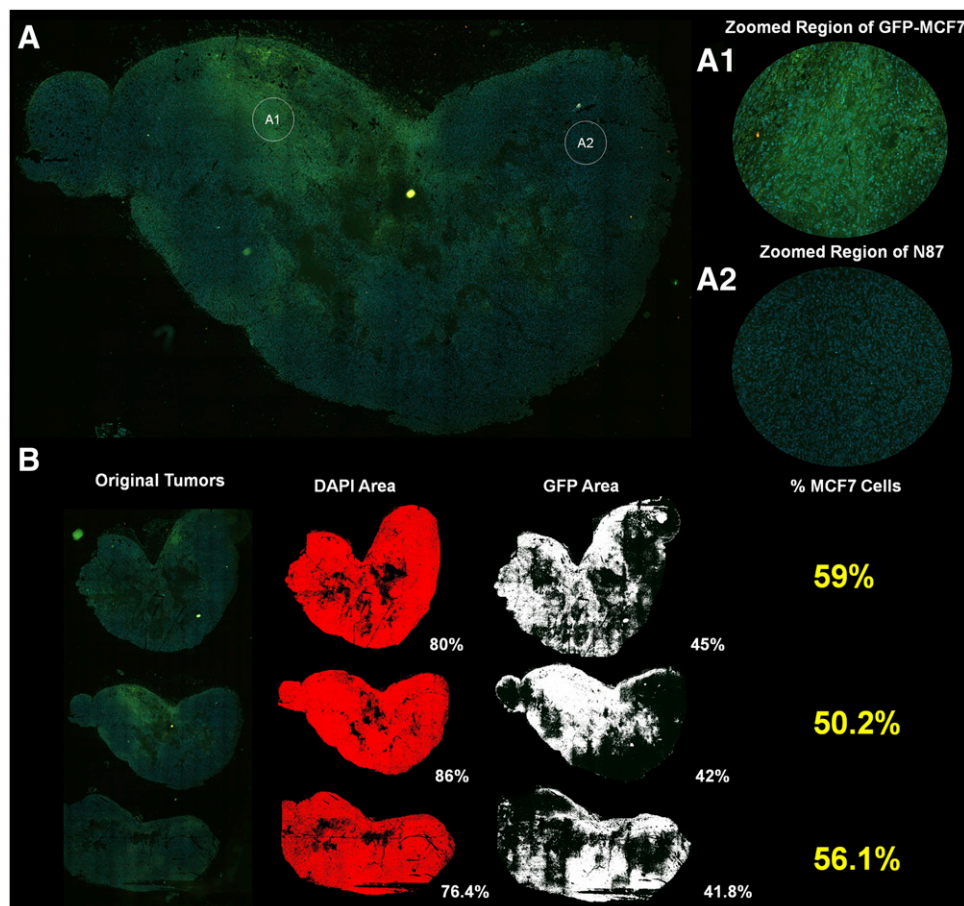 A
A1
A2
Zoomed Region of GFP-MCF7
A1
Zoomed Region of N87
A2
B
Original Tumors
DAPI Area
GFP Area
% MCF7 Cells
80%
45%
59%
86%
42%
50.2%
76.4%
41.8%
56.1%